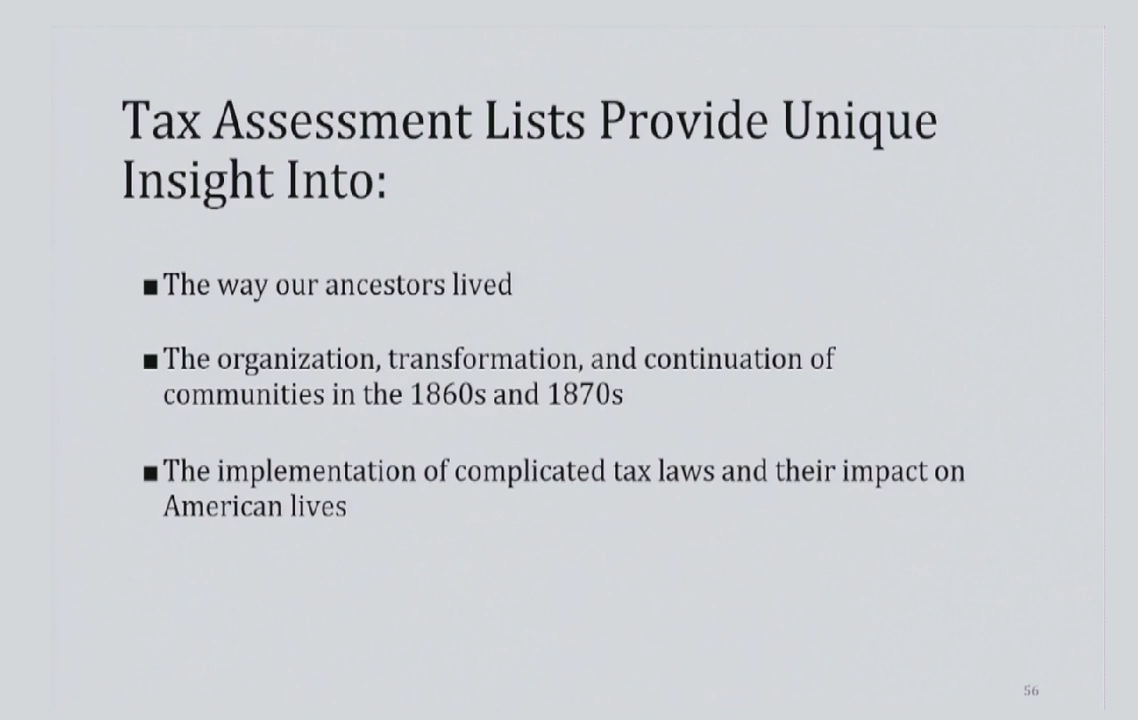 Tax Assessment Lists Provide Unique
Insight Into:
■ The way our ancestors lived
■ The organization, transformation, and continuation of
communities in the 1860s and 1870s
■ The implementation of complicated tax laws and their impact on
American lives
56